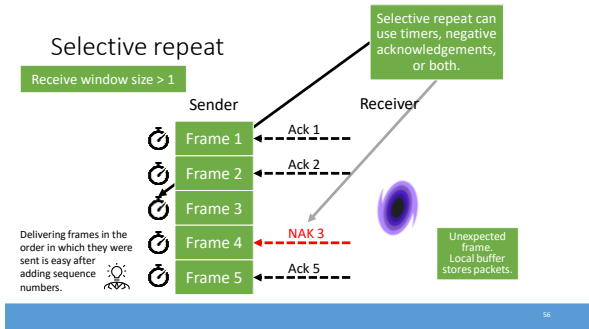 Selective repeat can
use timers, negative
acknowledgements,
or both.
Selective repeat
Receive window size > 1
Sender
Receiver
Frame 1
Ack 1
Frame 2
Ack 2
Frame 3
Frame 4
NAK 3
Frame 5
Ack 5
Delivering frames in the
order in which they were
sent is easy after
adding sequence
numbers.
Unexpected
frame.
Local buffer
stores packets.
56